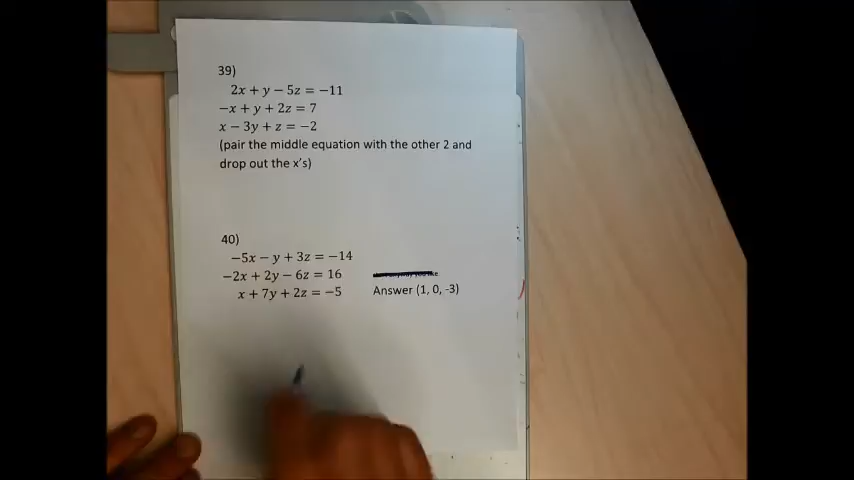 39)
2x + y − 5z = −11
−x + y + 2z = 7
x − 3y + z = −2
(pair the middle equation with the other 2 and
drop out the x's)
40)
−5x − y + 3z = −14
−2x + 2y − 6z = 16
x + 7y + 2z = −5
Answer (1, 0, -3)